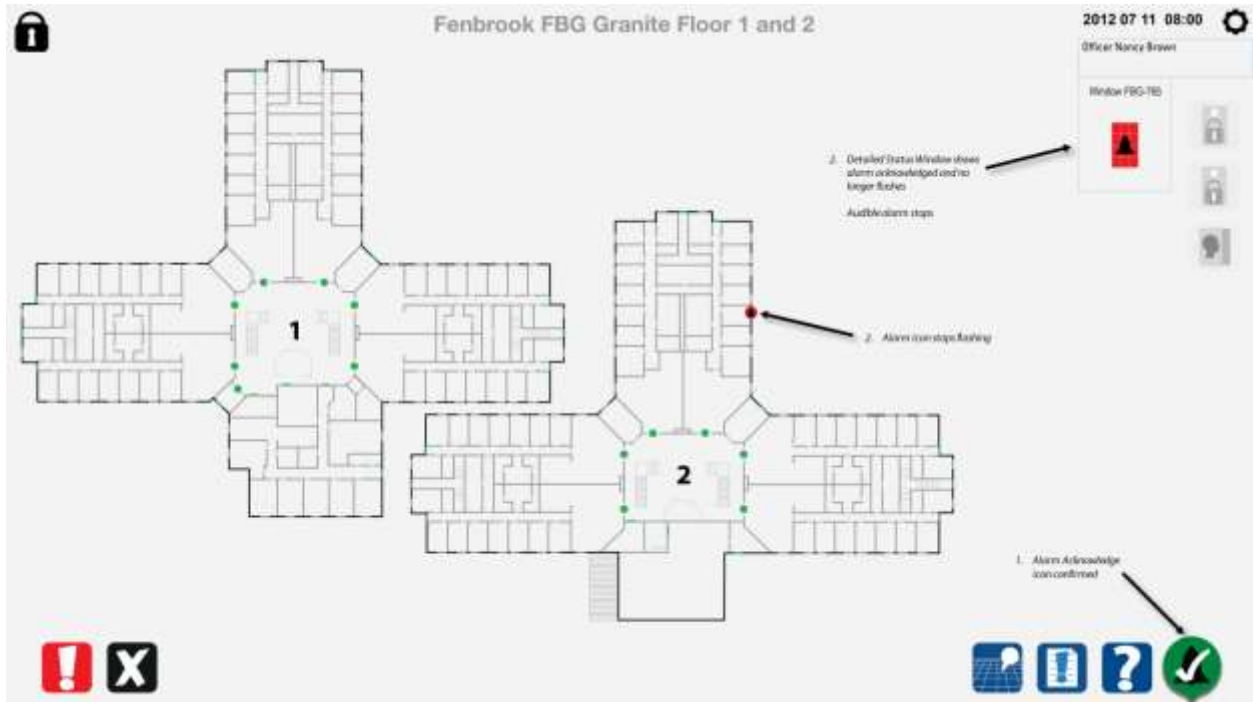 Fenbrook FBG Granite Floor 1 and 2
2012 07 11 08:00
Officer Nancy Brown
Window FBG-765
2. Detailed Status Window shows
alarm acknowledged and no
longer flashes
Audible alarm stops
1
2. Alarm icon stops flashing
2
1. Alarm Acknowledge
icon confirmed
!
X
!
?